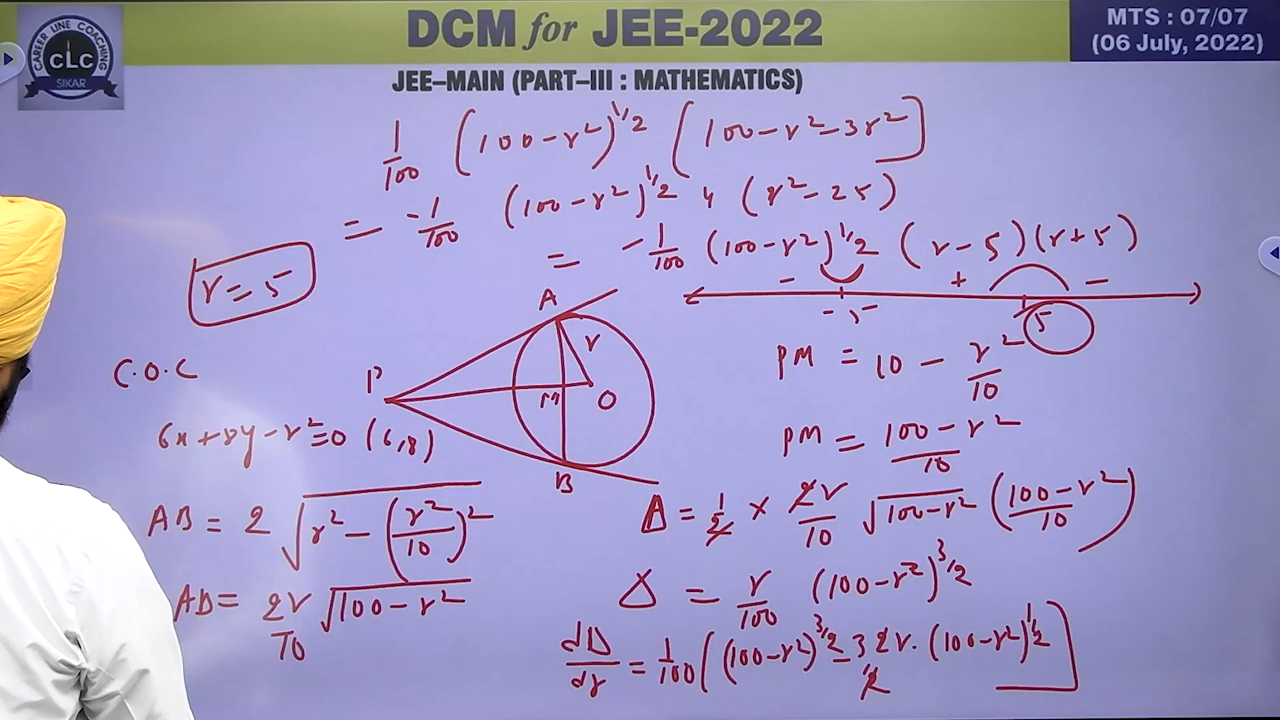 DCM for JEE-2022
MTS : 07/07
(06 July, 2022)
CAREER LINE COACHING
CLC
SIKAR
JEE–MAIN (PART–III : MATHEMATICS)
1/100 (100-r²)^1/2 [100-r²-3r²]
= -1/100 (100-r²)^1/2 4 (r²-25)
= -1/100 (100-r²)^1/2 (r-5)(r+5)
r = 5
- + -
-5 5
A
r
P
M
O
B
C.O.C
6x+8y-r²=0 (6,8)
PM = 10 - r²/10
PM = 100-r²/10
AB = 2 √r² - (r²/10)²
AB = 2r/10 √100-r²
Δ = 1/2 × 2r/10 √100-r² (100-r²/10)
Δ = r/100 (100-r²)^3/2
dΔ/dr = 1/100 [(100-r²)^3/2 - 3/2 2r·(100-r²)^1/2]